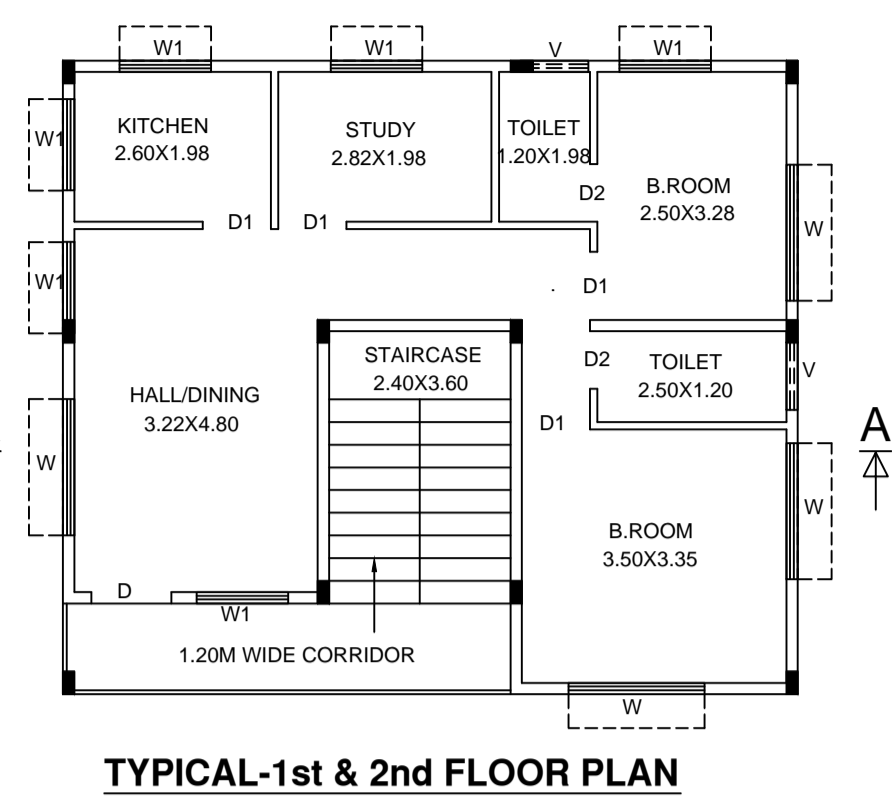 W1
W1
V
W1
W1
KITCHEN
2.60X1.98
STUDY
2.82X1.98
TOILET
1.20X1.98
B.ROOM
2.50X3.28
D2
W
D1
D1
W1
D1
STAIRCASE
2.40X3.60
D2
TOILET
2.50X1.20
V
HALL/DINING
3.22X4.80
D1
A
W
W
B.ROOM
3.50X3.35
D
W1
1.20M WIDE CORRIDOR
W
TYPICAL-1st & 2nd FLOOR PLAN